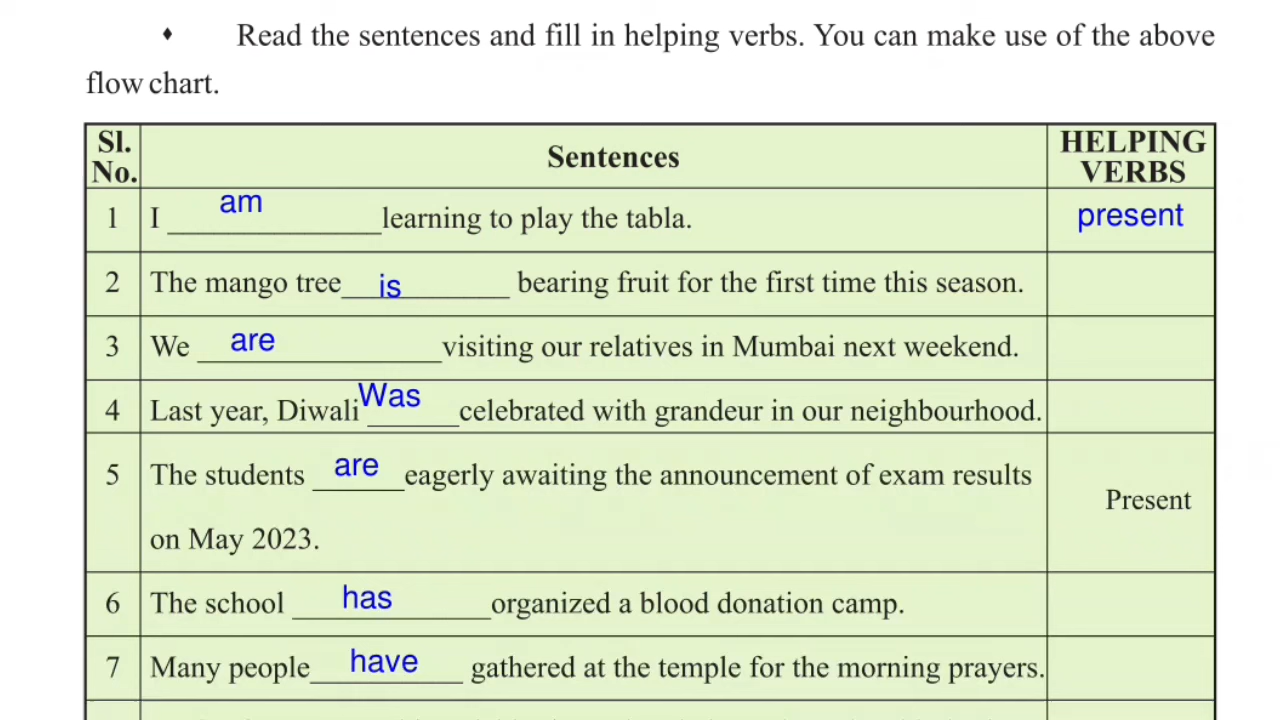 ♦ Read the sentences and fill in helping verbs. You can make use of the above
flow chart.
Sl. No. Sentences HELPING VERBS
1 I am learning to play the tabla. present
2 The mango tree is bearing fruit for the first time this season.
3 We are visiting our relatives in Mumbai next weekend.
4 Last year, Diwali Was celebrated with grandeur in our neighbourhood.
5 The students are eagerly awaiting the announcement of exam results
on May 2023. Present
6 The school has organized a blood donation camp.
7 Many people have gathered at the temple for the morning prayers.